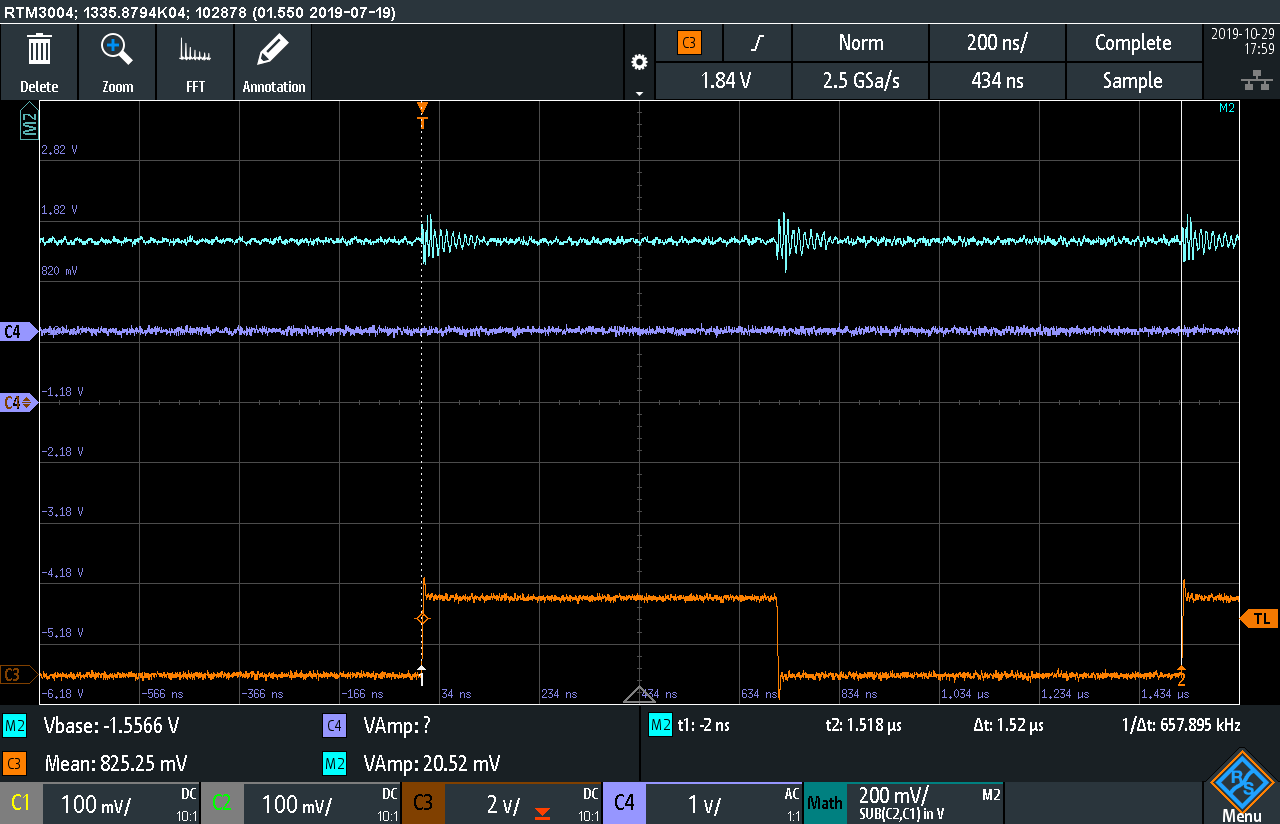 RTM3004; 1335.8794K04; 102878 (01.550 2019-07-19)
Delete
Zoom
FFT
Annotation
C3
Norm
200 ns/
Complete
1.84 V
2.5 GSa/s
434 ns
Sample
2019-10-29
17:59
M2
T
M2
2.82 V
1.82 V
820 mV
C4
C4
-1.18 V
-2.18 V
-3.18 V
-4.18 V
-5.18 V
TL
C3
1
2
-6.18 V
-566 ns
-366 ns
-166 ns
34 ns
234 ns
434 ns
634 ns
834 ns
1,034 µs
1,234 µs
1,434 µs
M2 Vbase: -1.5566 V
C4 VAmp: ?
M2 t1: -2 ns t2: 1.518 µs Δt: 1.52 µs 1/Δt: 657.895 kHz
C3 Mean: 825.25 mV
M2 VAmp: 20.52 mV
C1 100 mV/ DC 10:1
C2 100 mV/ DC 10:1
C3 2 V/ DC 10:1
C4 1 V/ AC 1:1
Math 200 mV/ M2
SUB(C2,C1) in V
R S
Menu